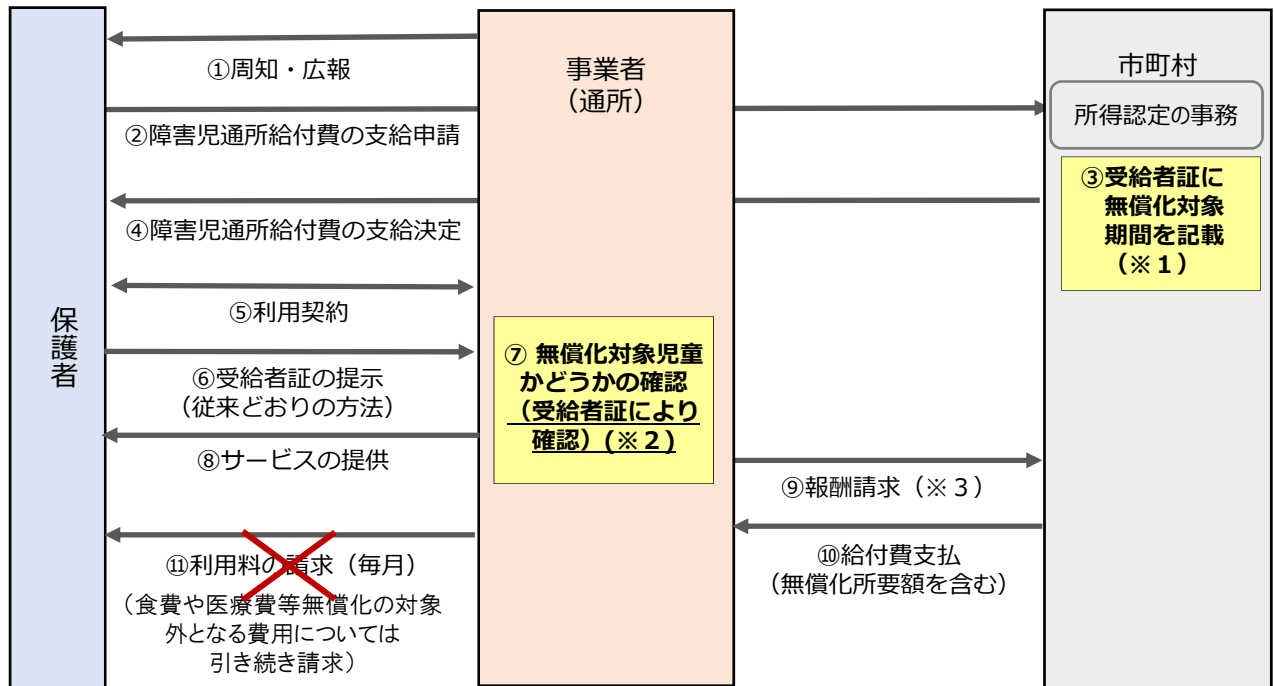 保護者
①周知・広報
②障害児通所給付費の支給申請
④障害児通所給付費の支給決定
⑤利用契約
⑥受給者証の提示
(従来どおりの方法)
⑧サービスの提供
⑪利用料の請求(毎月)
(食費や医療費等無償化の対象
外となる費用については
引き続き請求)
事業者
(通所)
⑦ 無償化対象児童
かどうかの確認
(受給者証により
確認)(※2)
⑨報酬請求(※3)
⑩給付費支払
(無償化所要額を含む)
市町村
所得認定の事務
③受給者証に
無償化対象
期間を記載
(※1)